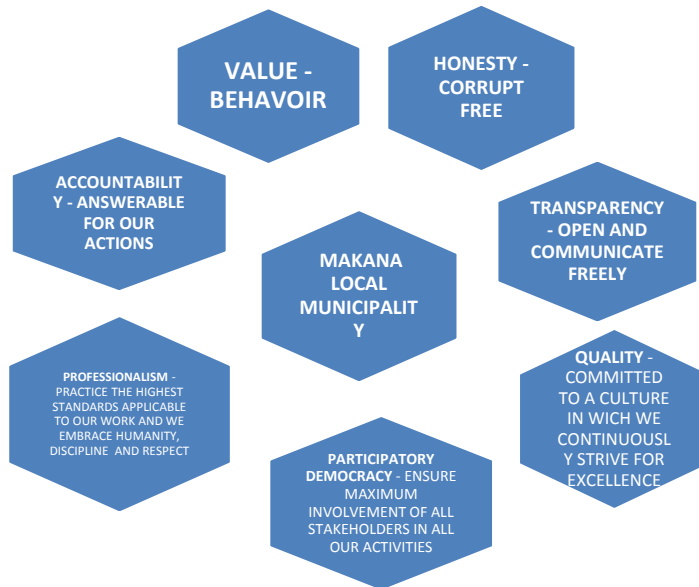 VALUE -
BEHAVOIR
HONESTY -
CORRUPT
FREE
ACCOUNTABILIT
Y - ANSWERABLE
FOR OUR
ACTIONS
TRANSPARENCY
- OPEN AND
COMMUNICATE
FREELY
MAKANA
LOCAL
MUNICIPALIT
Y
PROFESSIONALISM -
PRACTICE THE HIGHEST
STANDARDS APPLICABLE
TO OUR WORK AND WE
EMBRACE HUMANITY,
DISCIPLINE AND RESPECT
QUALITY -
COMMITTED
TO A CULTURE
IN WICH WE
CONTINUOUSL
Y STRIVE FOR
EXCELLENCE
PARTICIPATORY
DEMOCRACY - ENSURE
MAXIMUM
INVOLVEMENT OF ALL
STAKEHOLDERS IN ALL
OUR ACTIVITIES